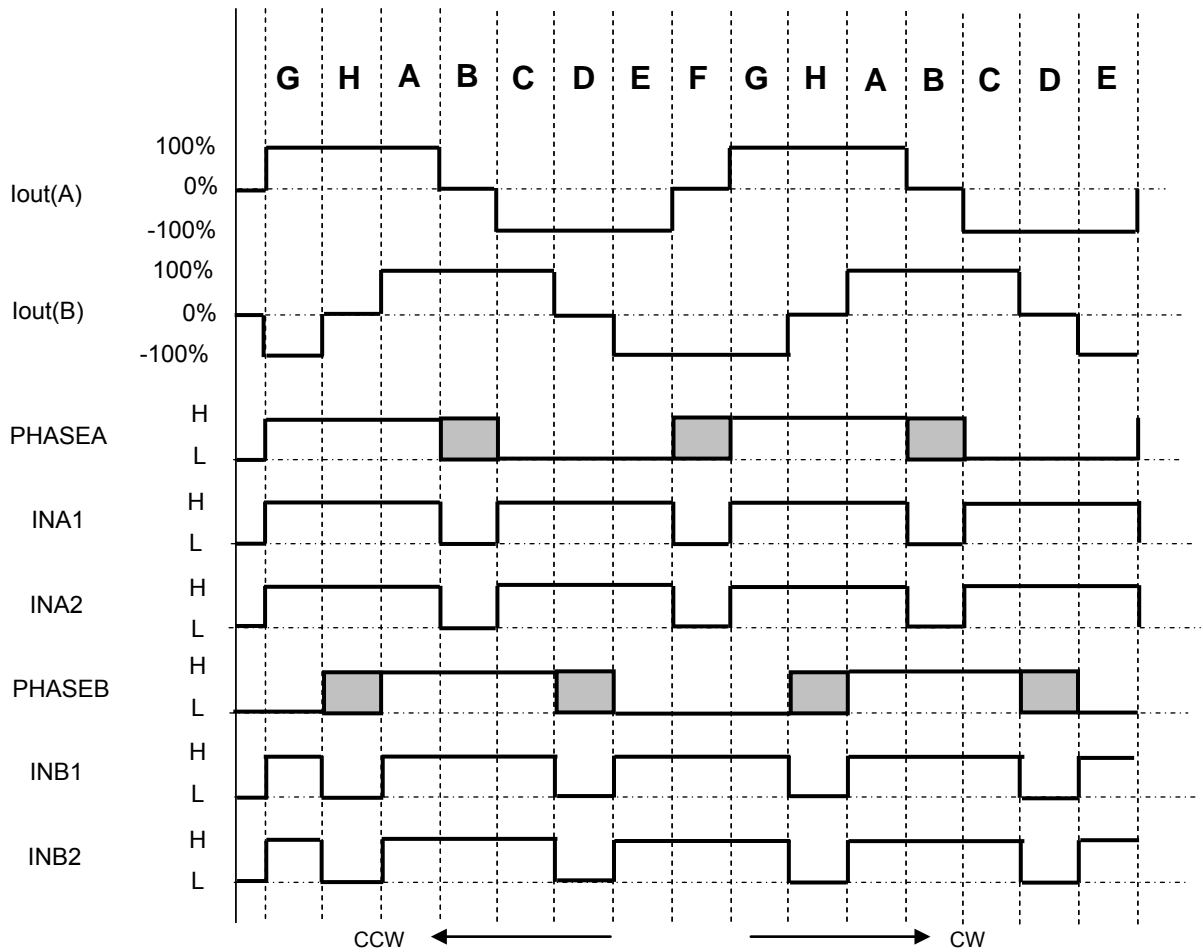 G H A B C D E F G H A B C D E
100%
Iout(A)
0%
-100%
100%
Iout(B)
0%
-100%
PHASEA
H
L
INA1
H
L
INA2
H
L
PHASEB
H
L
INB1
H
L
INB2
H
L
CCW CW